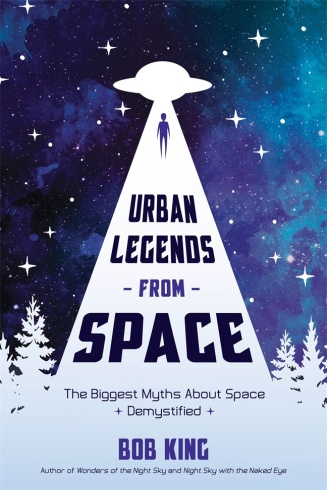 URBAN
LEGENDS
- FROM -
SPACE
The Biggest Myths About Space
Demystified
BOB KING
Author of Wonders of the Night Sky and Night Sky with the Naked Eye